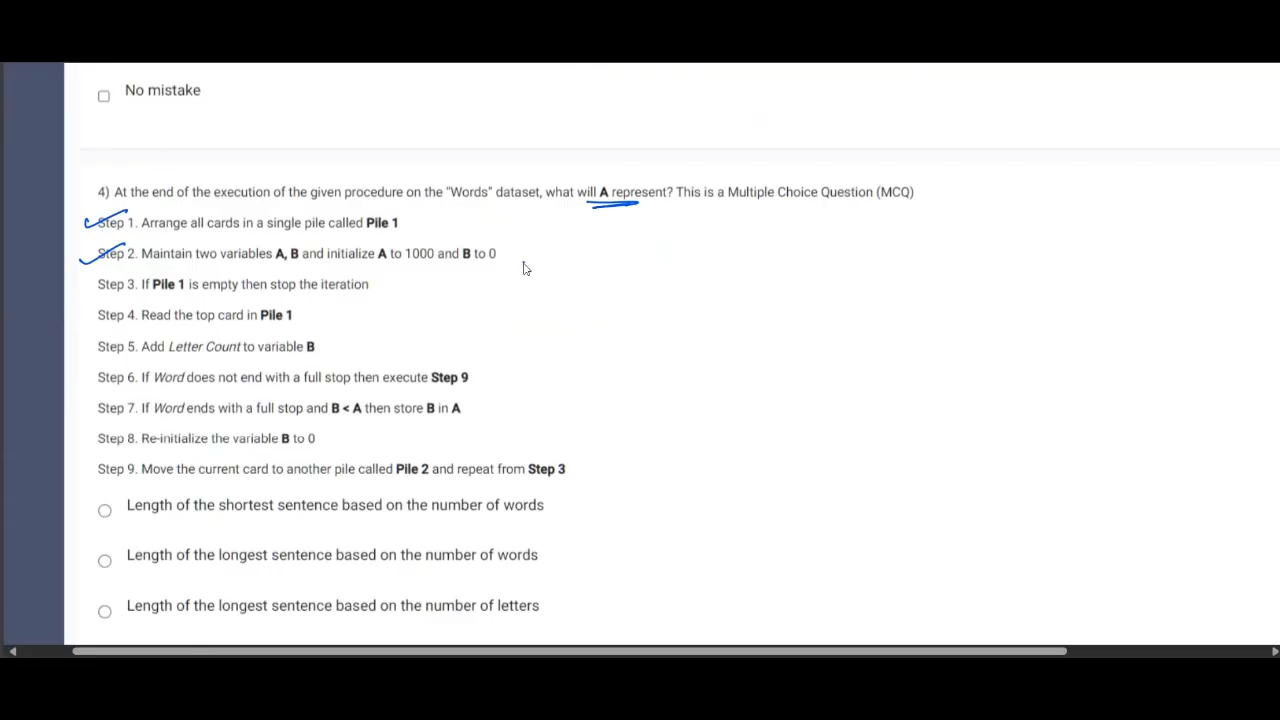 No mistake
4) At the end of the execution of the given procedure on the "Words" dataset, what will A represent? This is a Multiple Choice Question (MCQ)
Step 1. Arrange all cards in a single pile called Pile 1
Step 2. Maintain two variables A, B and initialize A to 1000 and B to 0
Step 3. If Pile 1 is empty then stop the iteration
Step 4. Read the top card in Pile 1
Step 5. Add Letter Count to variable B
Step 6. If Word does not end with a full stop then execute Step 9
Step 7. If Word ends with a full stop and B < A then store B in A
Step 8. Re-initialize the variable B to 0
Step 9. Move the current card to another pile called Pile 2 and repeat from Step 3
Length of the shortest sentence based on the number of words
Length of the longest sentence based on the number of words
Length of the longest sentence based on the number of letters